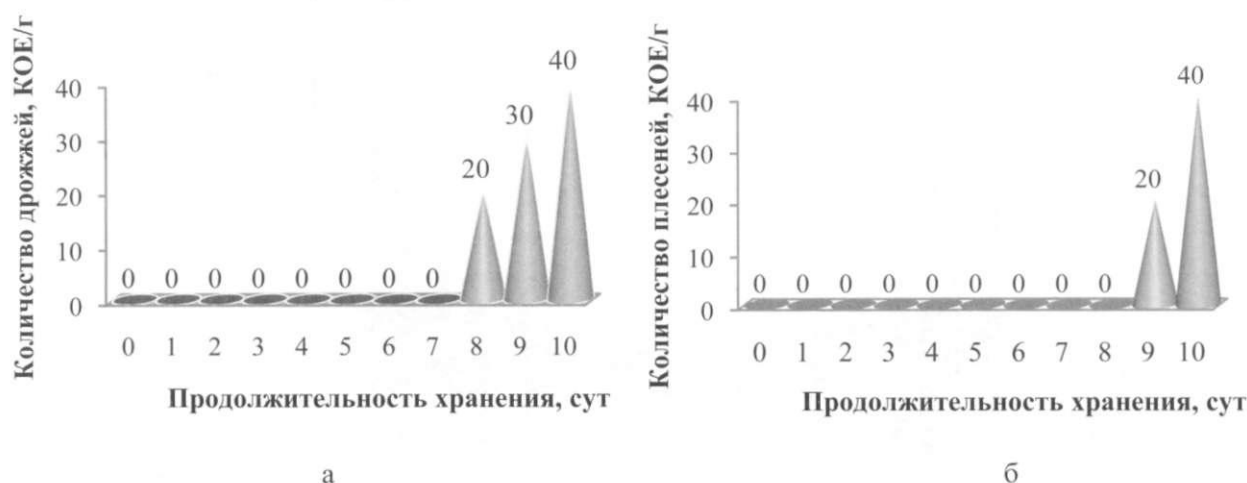 Количество дрожжей, КОЕ/г
40
30
20
10
0
0 0 0 0 0 0 0 0 20 30 40
0 1 2 3 4 5 6 7 8 9 10
Продолжительность хранения, сут
а
Количество плесеней, КОЕ/г
40
30
20
10
0
0 0 0 0 0 0 0 0 0 20 40
0 1 2 3 4 5 6 7 8 9 10
Продолжительность хранения, сут
б